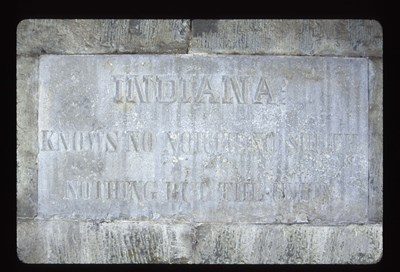 INDIANA
KNOWS NO NORTH NO SOUTH
NOTHING BUT THE UNION